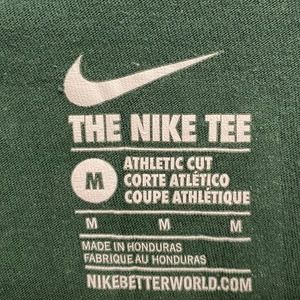 THE NIKE TEE
M
ATHLETIC CUT
CORTE ATLÉTICO
COUPE ATHLÉTIQUE
M M M
MADE IN HONDURAS
FABRIQUE AU HONDURAS
NIKEBETTERWORLD.COM